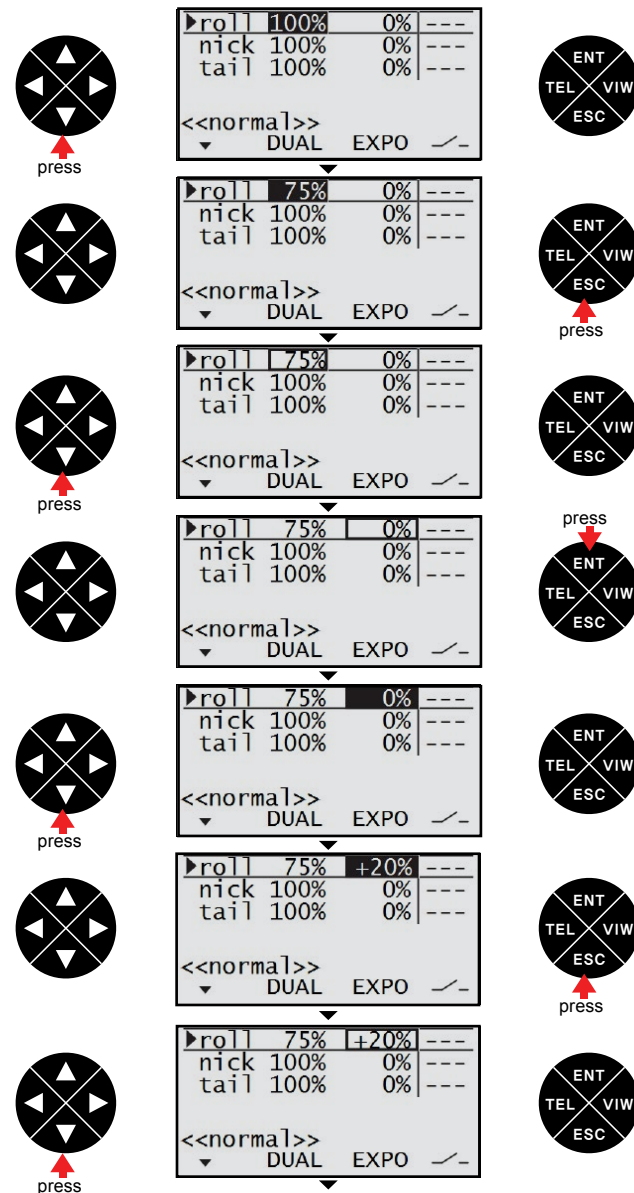 ▶roll 100% 0% ---
nick 100% 0% ---
tail 100% 0% ---
<<normal>>
DUAL EXPO
ENT
TEL VIW
ESC
press
▶roll 75% 0% ---
nick 100% 0% ---
tail 100% 0% ---
<<normal>>
DUAL EXPO
ENT
TEL VIW
ESC
press
▶roll 75% 0% ---
nick 100% 0% ---
tail 100% 0% ---
<<normal>>
DUAL EXPO
ENT
TEL VIW
ESC
press
press
▶roll 75% 0% ---
nick 100% 0% ---
tail 100% 0% ---
<<normal>>
DUAL EXPO
ENT
TEL VIW
ESC
▶roll 75% 0% ---
nick 100% 0% ---
tail 100% 0% ---
<<normal>>
DUAL EXPO
ENT
TEL VIW
ESC
press
▶roll 75% +20% ---
nick 100% 0% ---
tail 100% 0% ---
<<normal>>
DUAL EXPO
ENT
TEL VIW
ESC
press
▶roll 75% +20% ---
nick 100% 0% ---
tail 100% 0% ---
<<normal>>
DUAL EXPO
ENT
TEL VIW
ESC
press